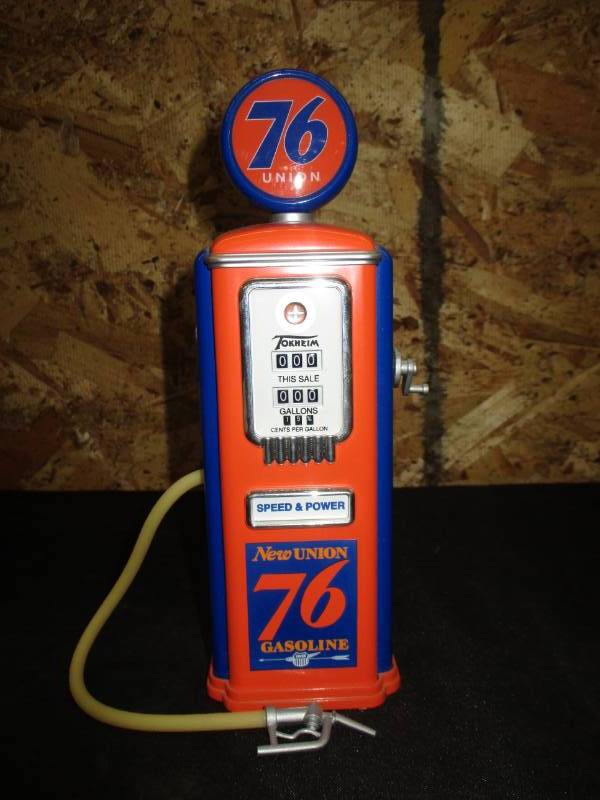 76
UNION
TOKHEIM
000
THIS SALE
000
GALLONS
CENTS PER GALLON
SPEED & POWER
New UNION
76
GASOLINE